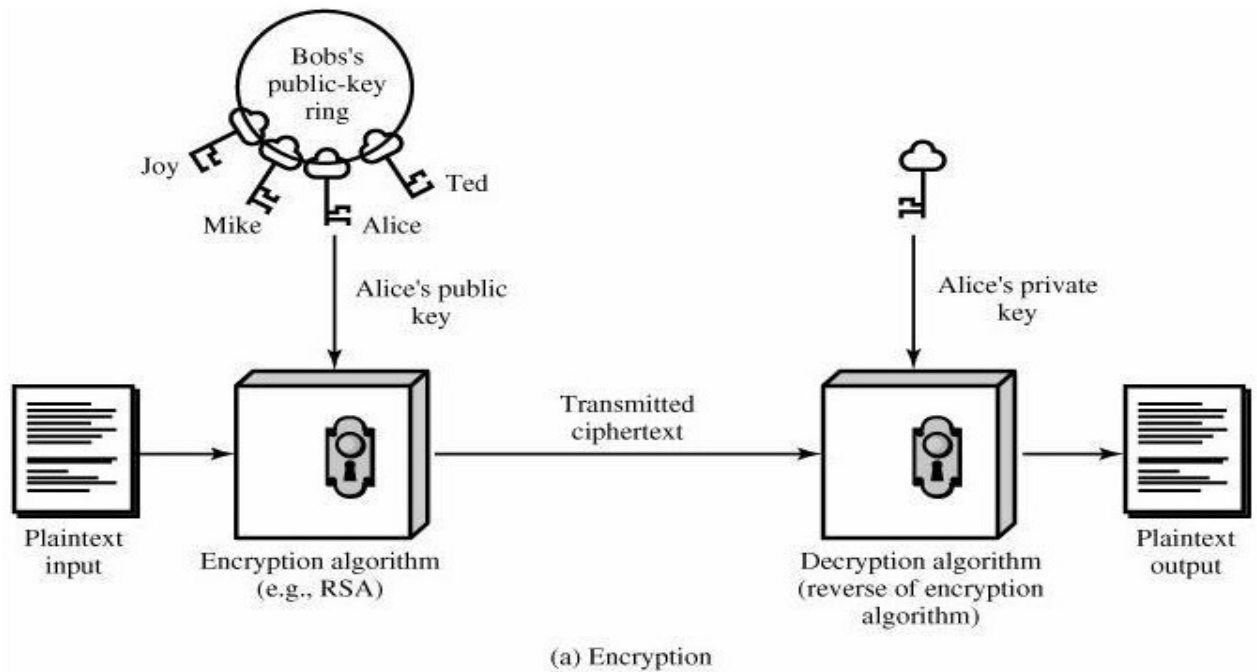 Bobs's
public-key
ring
Joy
Ted
Mike
Alice
Alice's public
key
Alice's private
key
Transmitted
ciphertext
Plaintext
input
Encryption algorithm
(e.g., RSA)
Decryption algorithm
(reverse of encryption
algorithm)
Plaintext
output
(a) Encryption